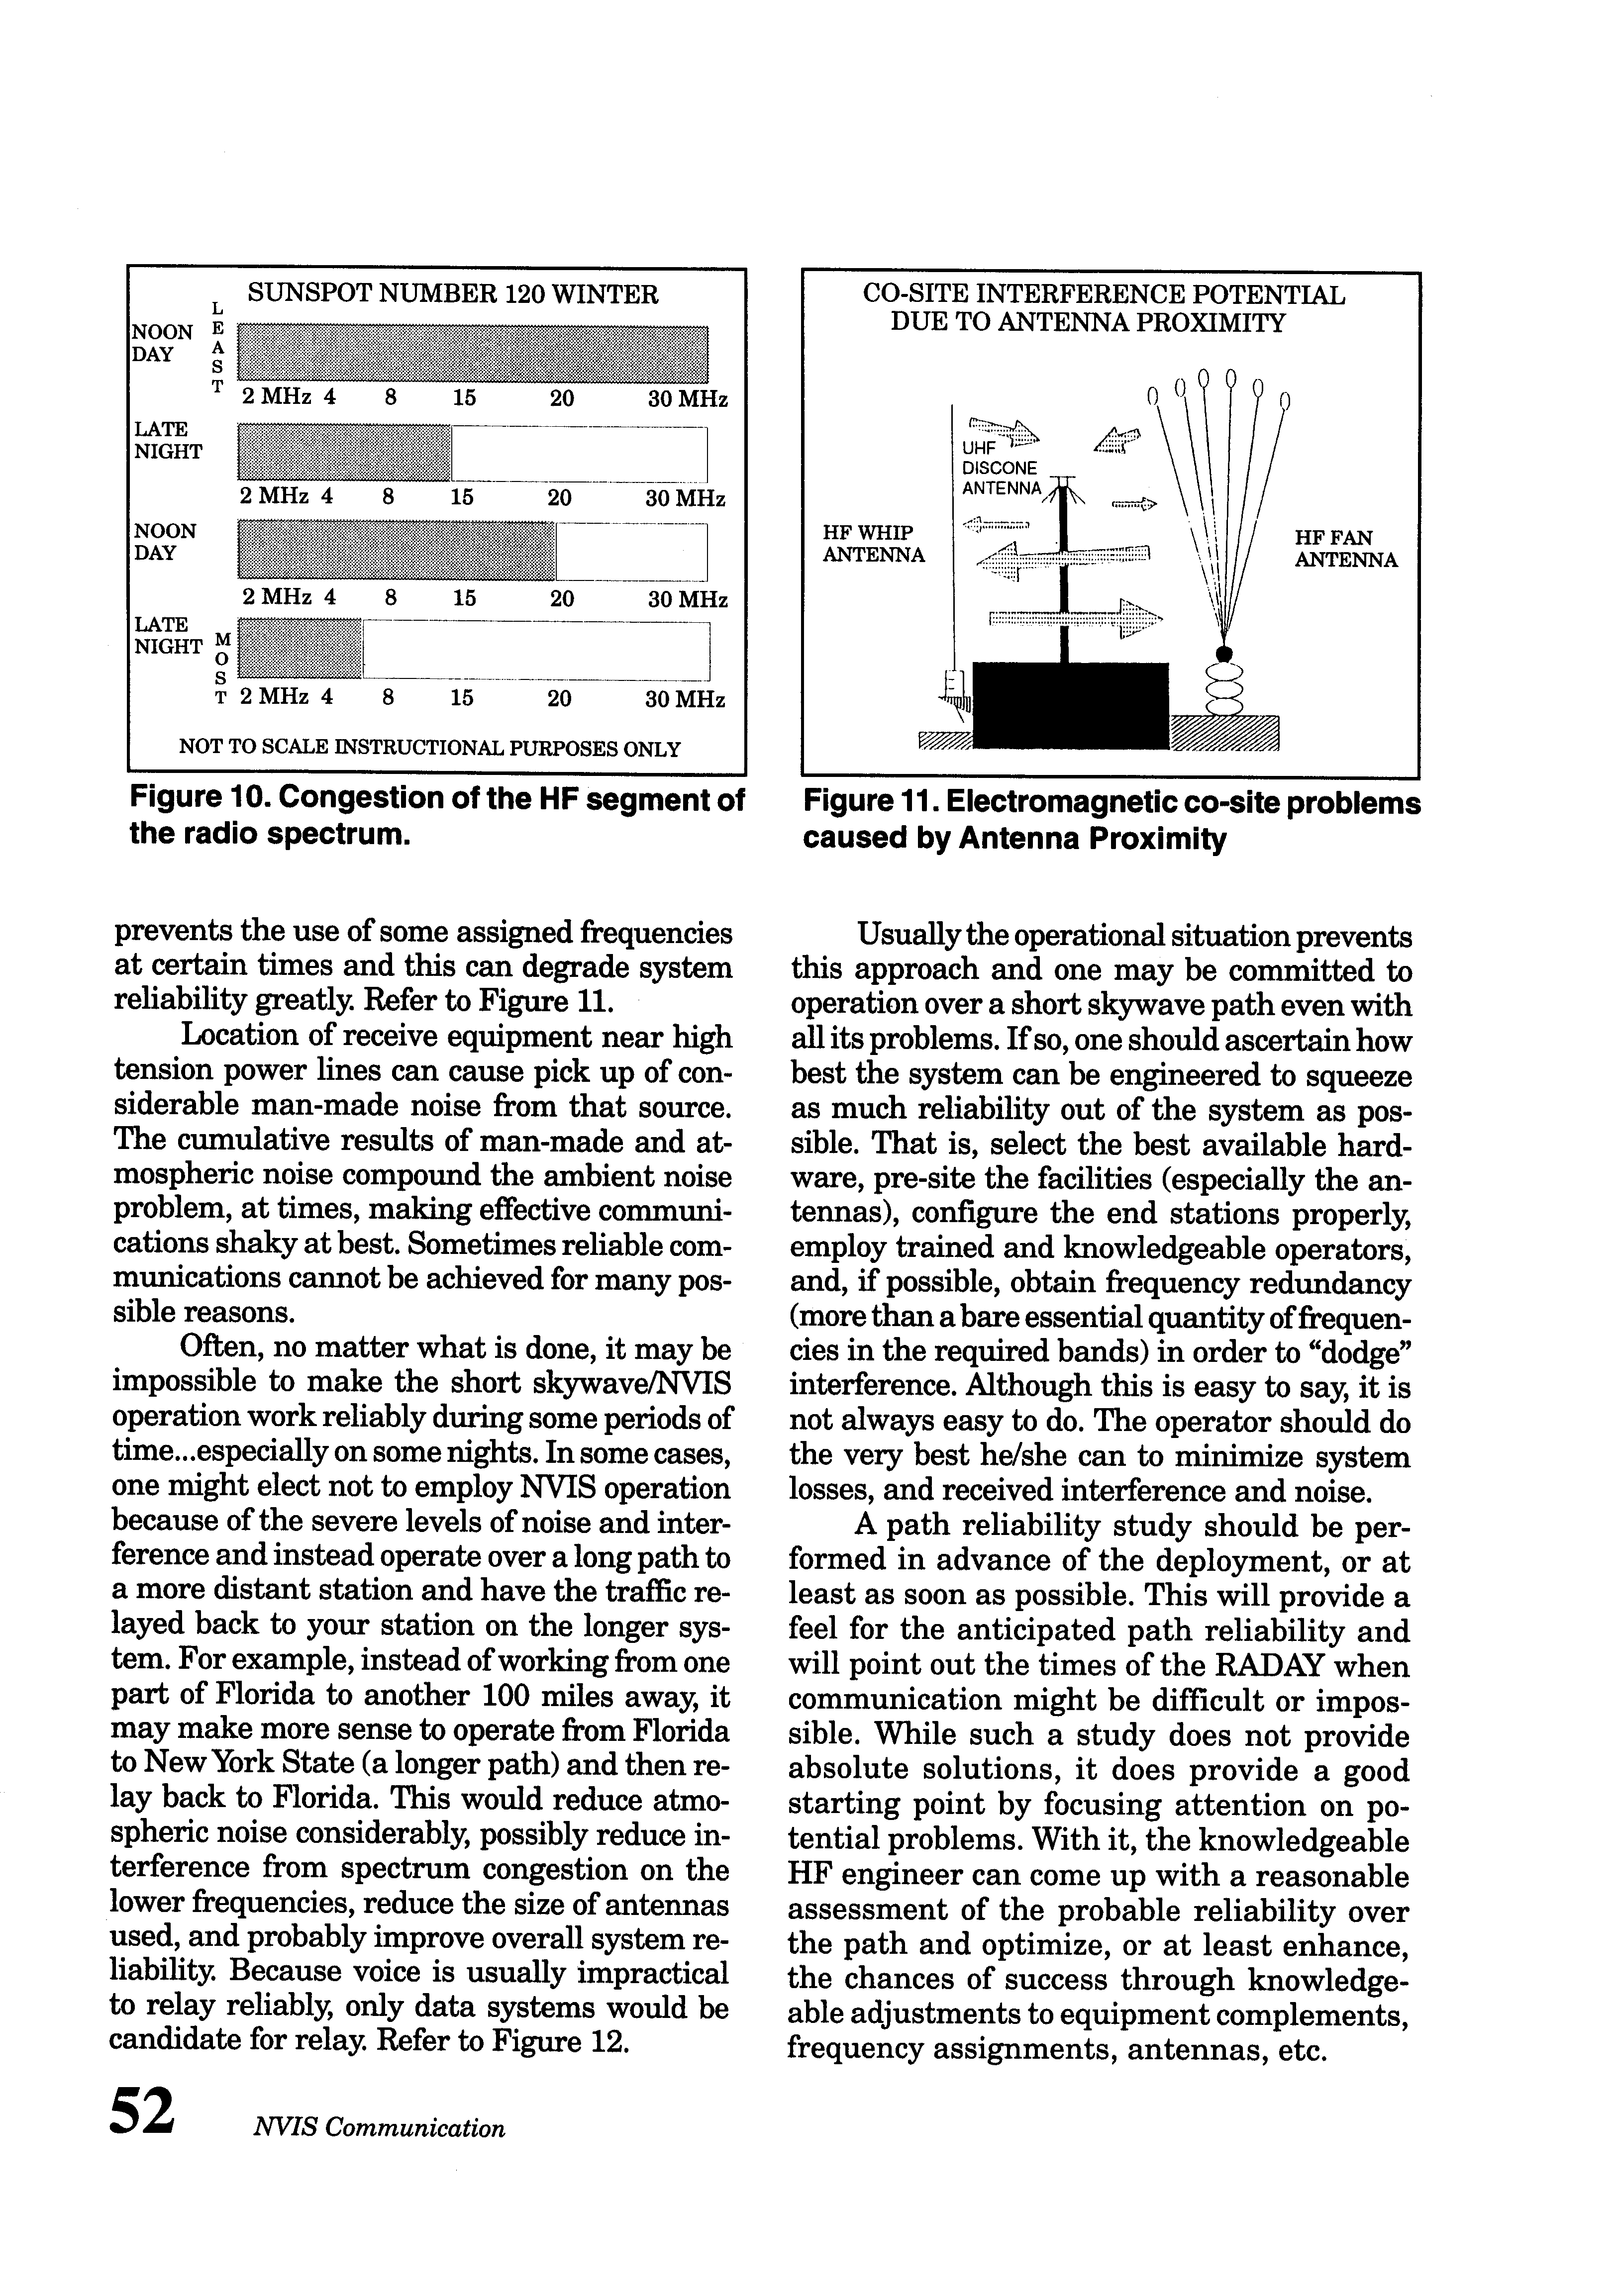 SUNSPOT NUMBER 120 WINTER
LEAST
NOON
DAY
2 MHz 4 8 15 20 30 MHz
LATE
NIGHT
2 MHz 4 8 15 20 30 MHz
NOON
DAY
2 MHz 4 8 15 20 30 MHz
LATE
NIGHT
MOST
2 MHz 4 8 15 20 30 MHz
NOT TO SCALE INSTRUCTIONAL PURPOSES ONLY
Figure 10. Congestion of the HF segment of
the radio spectrum.
CO-SITE INTERFERENCE POTENTIAL
DUE TO ANTENNA PROXIMITY
UHF
DISCONE
ANTENNA
HF WHIP
ANTENNA
HF FAN
ANTENNA
Figure 11. Electromagnetic co-site problems
caused by Antenna Proximity
prevents the use of some assigned frequencies
at certain times and this can degrade system
reliability greatly. Refer to Figure 11.
Location of receive equipment near high
tension power lines can cause pick up of con-
siderable man-made noise from that source.
The cumulative results of man-made and at-
mospheric noise compound the ambient noise
problem, at times, making effective communi-
cations shaky at best. Sometimes reliable com-
munications cannot be achieved for many pos-
sible reasons.
Often, no matter what is done, it may be
impossible to make the short skywave/NVIS
operation work reliably during some periods of
time...especially on some nights. In some cases,
one might elect not to employ NVIS operation
because of the severe levels of noise and inter-
ference and instead operate over a long path to
a more distant station and have the traffic re-
layed back to your station on the longer sys-
tem. For example, instead of working from one
part of Florida to another 100 miles away, it
may make more sense to operate from Florida
to New York State (a longer path) and then re-
lay back to Florida. This would reduce atmo-
spheric noise considerably, possibly reduce in-
terference from spectrum congestion on the
lower frequencies, reduce the size of antennas
used, and probably improve overall system re-
liability. Because voice is usually impractical
to relay reliably, only data systems would be
candidate for relay. Refer to Figure 12.
Usually the operational situation prevents
this approach and one may be committed to
operation over a short skywave path even with
all its problems. If so, one should ascertain how
best the system can be engineered to squeeze
as much reliability out of the system as pos-
sible. That is, select the best available hard-
ware, pre-site the facilities (especially the an-
tennas), configure the end stations properly,
employ trained and knowledgeable operators,
and, if possible, obtain frequency redundancy
(more than a bare essential quantity of frequen-
cies in the required bands) in order to “dodge”
interference. Although this is easy to say, it is
not always easy to do. The operator should do
the very best he/she can to minimize system
losses, and received interference and noise.
A path reliability study should be per-
formed in advance of the deployment, or at
least as soon as possible. This will provide a
feel for the anticipated path reliability and
will point out the times of the RADAY when
communication might be difficult or impos-
sible. While such a study does not provide
absolute solutions, it does provide a good
starting point by focusing attention on po-
tential problems. With it, the knowledgeable
HF engineer can come up with a reasonable
assessment of the probable reliability over
the path and optimize, or at least enhance,
the chances of success through knowledge-
able adjustments to equipment complements,
frequency assignments, antennas, etc.
52 NVIS Communication